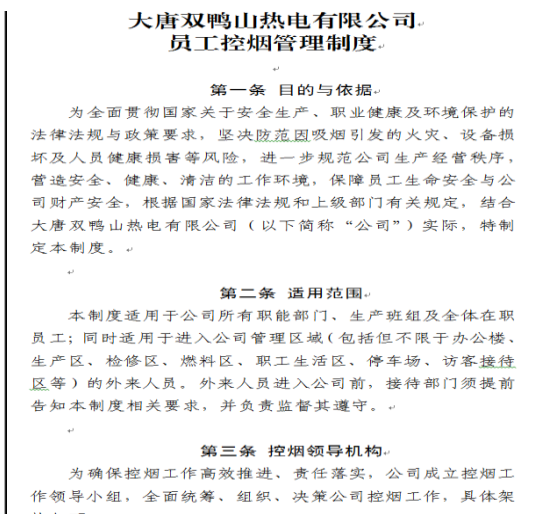 大唐双鸭山热电有限公司
员工控烟管理制度
第一条 目的与依据
为全面贯彻国家关于安全生产、职业健康及环境保护的
法律法规与政策要求，坚决防范因吸烟引发的火灾、设备损
坏及人员健康损害等风险，进一步规范公司生产经营秩序，
营造安全、健康、清洁的工作环境，保障员工生命安全与公
司财产安全，根据国家法律法规和上级部门有关规定，结合
大唐双鸭山热电有限公司（以下简称“公司”）实际，特制
定本制度。
第二条 适用范围
本制度适用于公司所有职能部门、生产班组及全体在职
员工；同时适用于进入公司管理区域（包括但不限于办公楼、
生产区、检修区、燃料区、职工生活区、停车场、访客接待
区等）的外来人员。外来人员进入公司前，接待部门须提前
告知本制度相关要求，并负责监督其遵守。
第三条 控烟领导机构
为确保控烟工作高效推进、责任落实，公司成立控烟工
作领导小组，全面统筹、组织、决策公司控烟工作，具体架